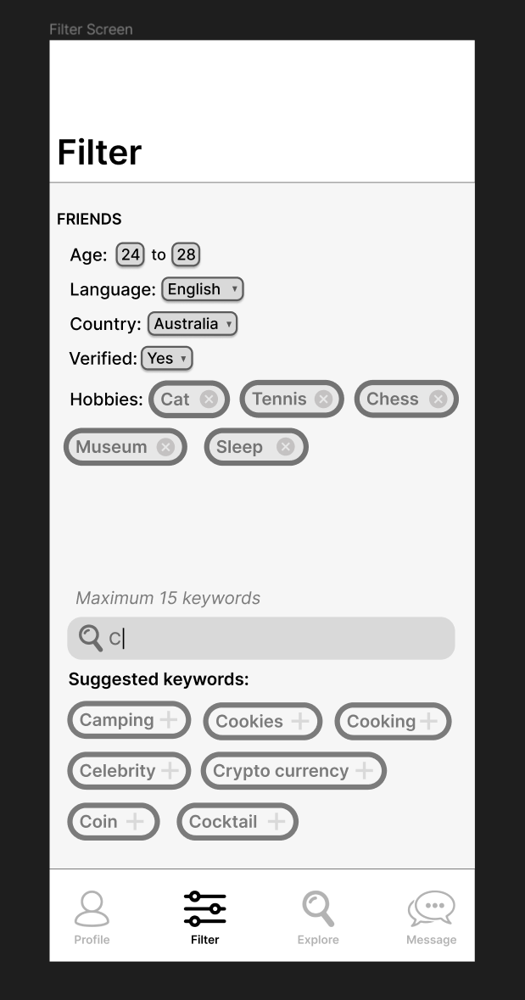 Filter Screen
Filter
FRIENDS
Age: 24 to 28
Language: English
Country: Australia
Verified: Yes
Hobbies: Cat Tennis Chess
Museum Sleep
Maximum 15 keywords
C
Suggested keywords:
Camping Cookies Cooking
Celebrity Crypto currency
Coin Cocktail
Profile Filter Explore Message